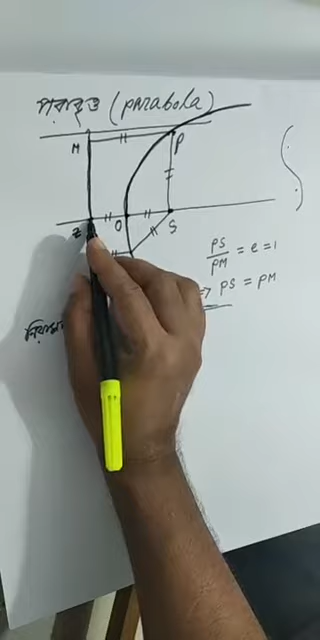 পরাবৃত্ত (parabola)
M P
Z O S
PS/PM = e = 1
⇒ PS = PM